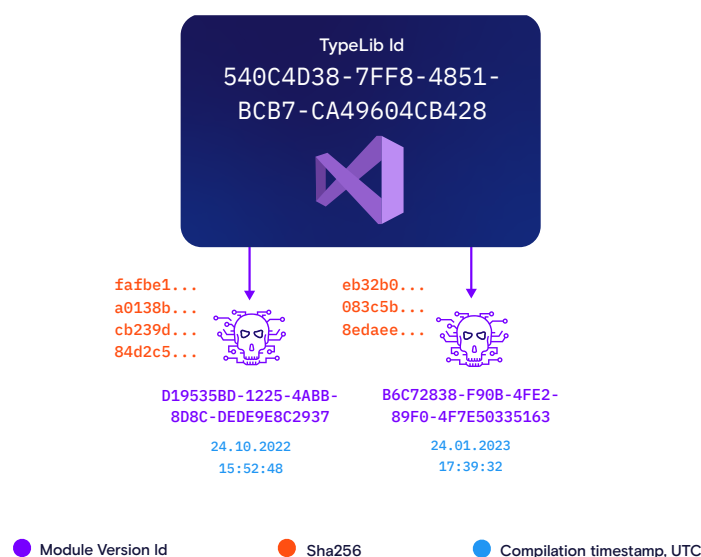 TypeLib Id
540C4D38-7FF8-4851-
BCB7-CA49604CB428
fafbe1...
a0138b...
cb239d...
84d2c5...
eb32b0...
083c5b...
8edaee...
D19535BD-1225-4ABB-
8D8C-DEDE9E8C2937
B6C72838-F90B-4FE2-
89F0-4F7E50335163
24.10.2022
15:52:48
24.01.2023
17:39:32
Module Version Id
Sha256
Compilation timestamp, UTC